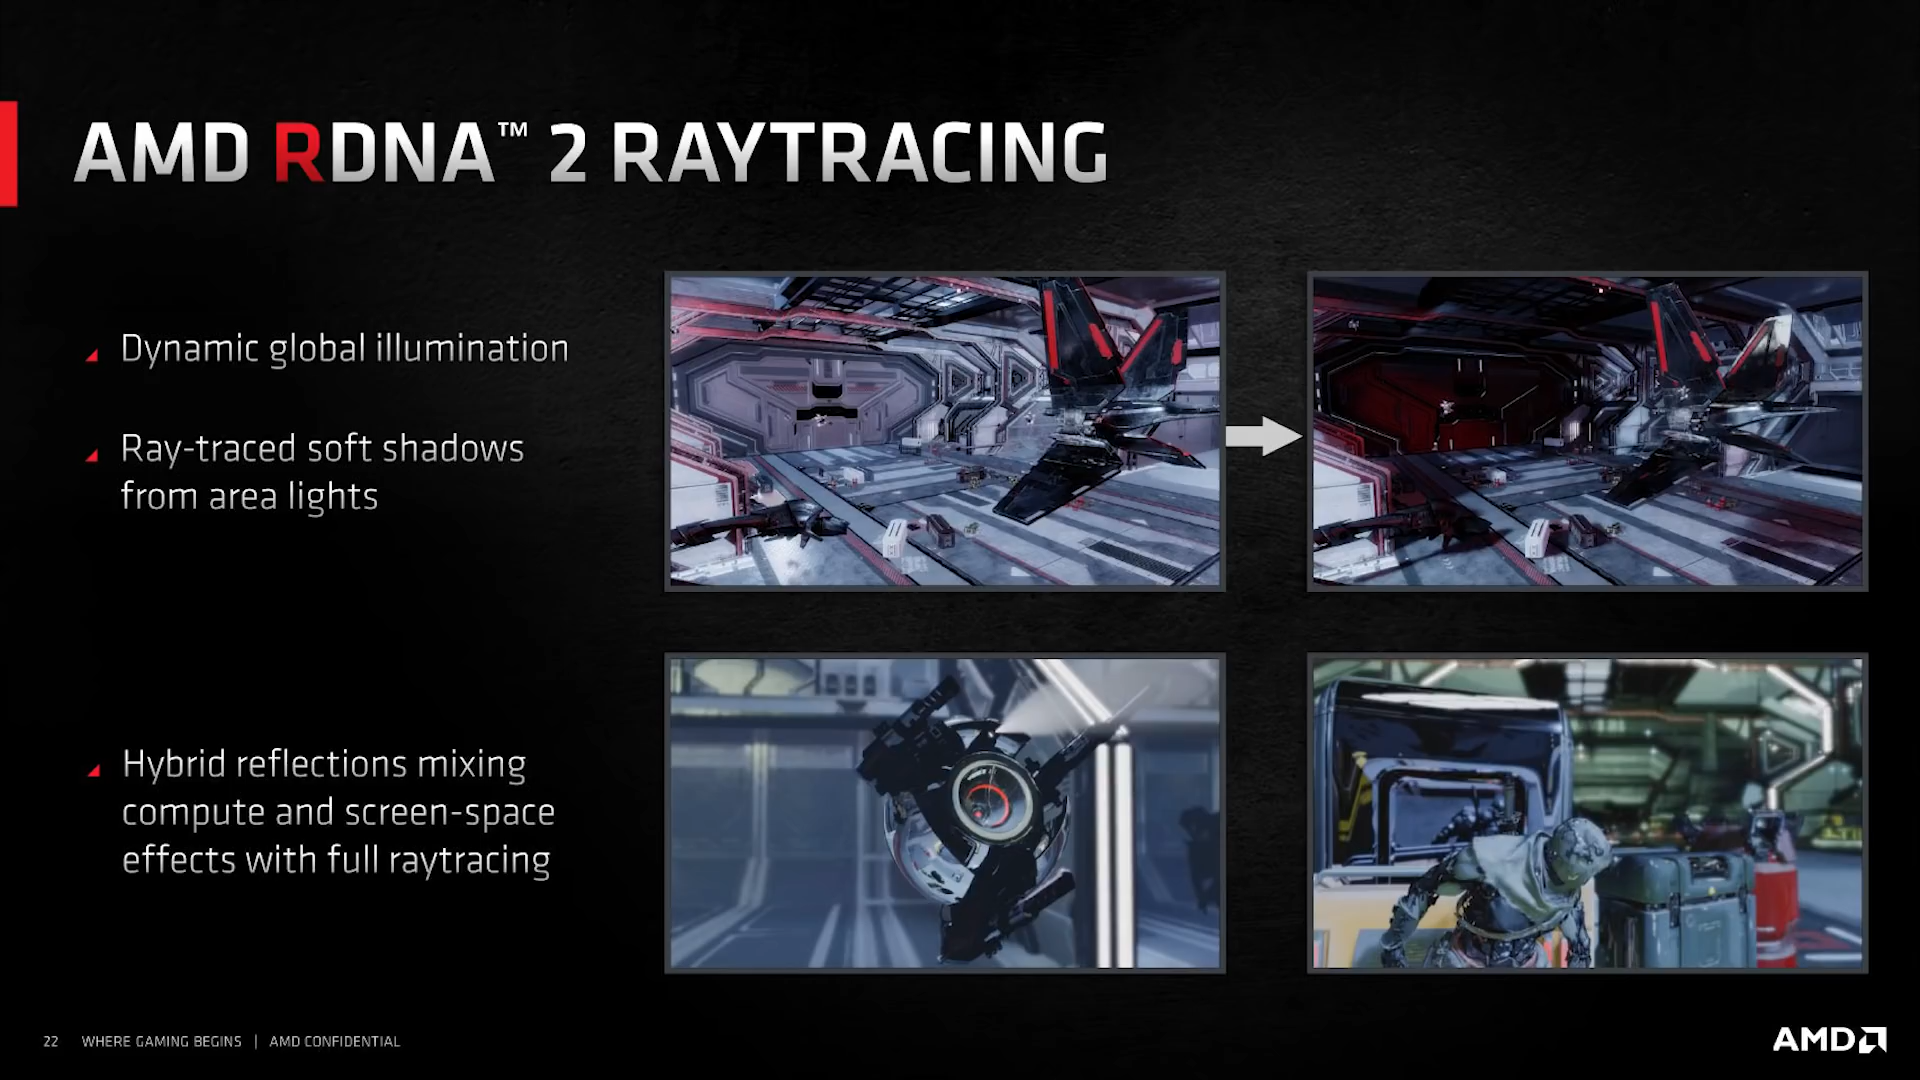 AMD RDNA™ 2 RAYTRACING
Dynamic global illumination
Ray-traced soft shadows
from area lights
Hybrid reflections mixing
compute and screen-space
effects with full raytracing
22 WHERE GAMING BEGINS | AMD CONFIDENTIAL
AMD